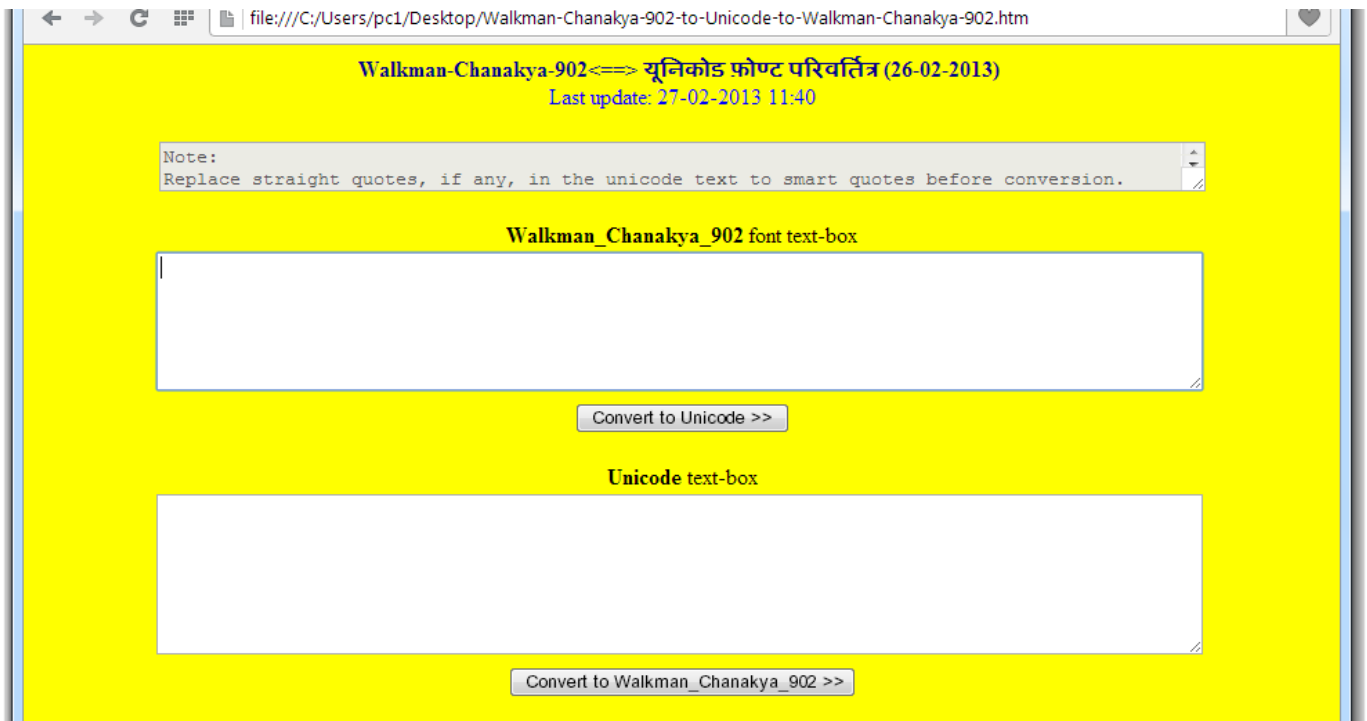 file:///C:/Users/pc1/Desktop/Walkman-Chanakya-902-to-Unicode-to-Walkman-Chanakya-902.htm
Walkman-Chanakya-902<==> यूनिकोड फ़ोण्ट परिवर्तित्र (26-02-2013)
Last update: 27-02-2013 11:40
Note:
Replace straight quotes, if any, in the unicode text to smart quotes before conversion.
Walkman_Chanakya_902 font text-box
Convert to Unicode >>
Unicode text-box
Convert to Walkman_Chanakya_902 >>